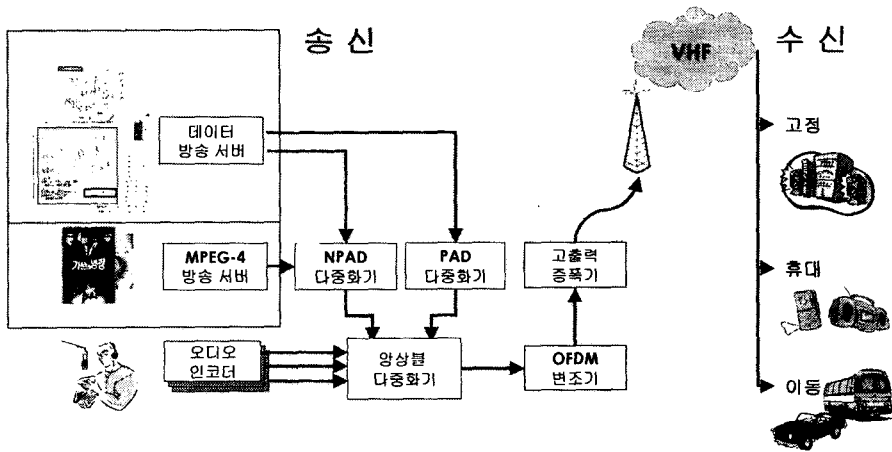 송 신
VHF
수 신
데이터
방송 서버
고정
MPEG-4
방송 서버
NPAD
다중화기
PAD
다중화기
고출력
증폭기
휴대
오디오
인코더
앙상블
다중화기
OFDM
변조기
이동